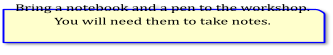 Bring a notebook and a pen to the workshop.
You will need them to take notes.